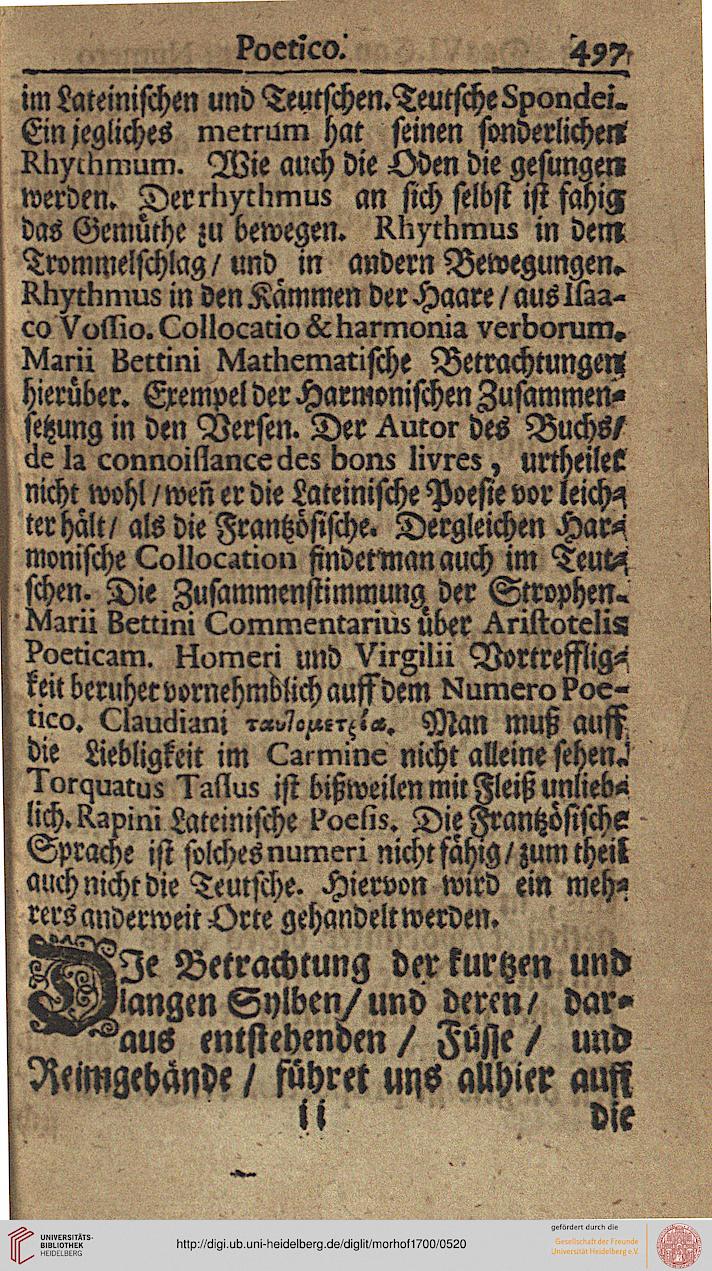 Poetico. 497
im Lateinischen und Teutschen. Teutsche Spondei.
Ein jegliches metrum hat seinen sonderlichen
Rhythmum. Wie auch die Oden die gesungen
werden. Der rhythmus an sich selbst ist fähig
das Gemüthe zu bewegen. Rhythmus in dem
Trommelschlag / und in andern Bewegungen.
Rhythmus in den Kämmen der Haare / aus Isaa-
co Vossio. Collocatio & harmonia verborum.
Marii Bettini Mathematische Betrachtungen
hierüber. Exempel der Harmonischen Zusammen-
setzung in den Versen. Der Autor des Buchs /
de la connoissance des bons livres, urtheilet
nicht wohl / weñ er die Lateinische Poesie vor leich-
ter hält / als die Frantzösische. Dergleichen Har-
monische Collocation findet man auch im Teut-
schen. Die Zusammenstimmung der Strophen.
Marii Bettini Commentarius über Aristotelis
Poeticam. Homeri und Virgilii Vortrefflig-
keit beruhet vornehmblich auff dem Numero Poe-
tico. Claudiani ταυτομετρία. Man muß auff
die Liebligkeit im Carmine nicht alleine sehen.
Torquatus Tassus ist bißweilen mit Fleiß unlieb-
lich. Rapini Lateinische Poesis. Die Frantzösische
Sprache ist solches numeri nicht fähig / zum theil
auch nicht die Teutsche. Hiervon wird ein meh-
rers anderweit Orte gehandelt werden.
DIe Betrachtung der kurtzen und
langen Sylben / und deren / dar-
aus entstehenden / Füsse / und
Reimgebände / führet uns allhier auff
ii die
UNIVERSITÄTS-
BIBLIOTHEK
HEIDELBERG
http://digi.ub.uni-heidelberg.de/diglit/morhof1700/0520
gefördert durch die
Gesellschaft der Freunde
Universität Heidelberg e.V.